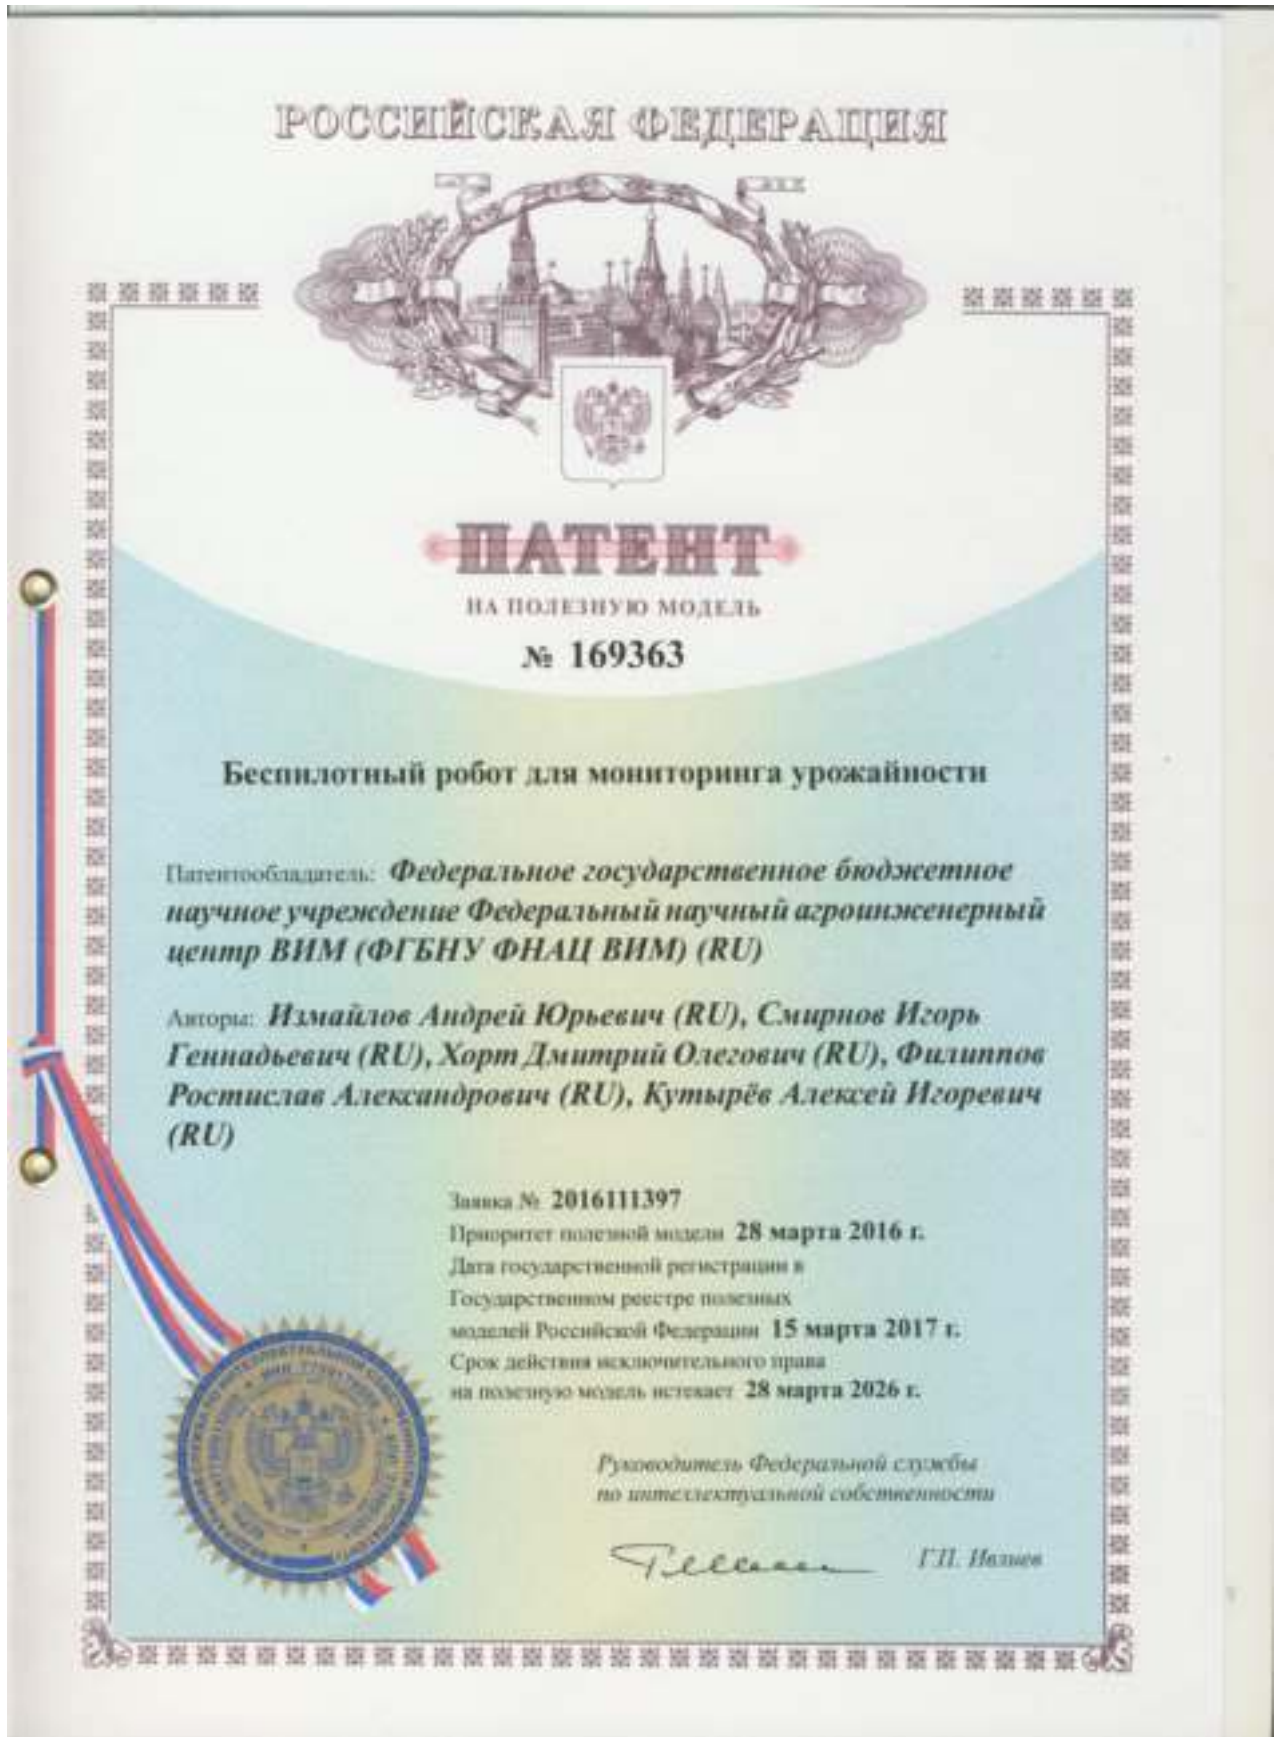 РОССИЙСКАЯ ФЕДЕРАЦИЯ
ПАТЕНТ
НА ПОЛЕЗНУЮ МОДЕЛЬ
№ 169363
Беспилотный робот для мониторинга урожайности
Патентообладатель: Федеральное государственное бюджетное
научное учреждение Федеральный научный агроинженерный
центр ВИМ (ФГБНУ ФНАЦ ВИМ) (RU)
Авторы: Измайлов Андрей Юрьевич (RU), Смирнов Игорь
Геннадьевич (RU), Хорт Дмитрий Олегович (RU), Филиппов
Ростислав Александрович (RU), Кутырёв Алексей Игоревич
(RU)
Заявка № 2016111397
Приоритет полезной модели 28 марта 2016 г.
Дата государственной регистрации в
Государственном реестре полезных
моделей Российской Федерации 15 марта 2017 г.
Срок действия исключительного права
на полезную модель истекает 28 марта 2026 г.
Руководитель Федеральной службы
по интеллектуальной собственности
Г.П. Ивлиев